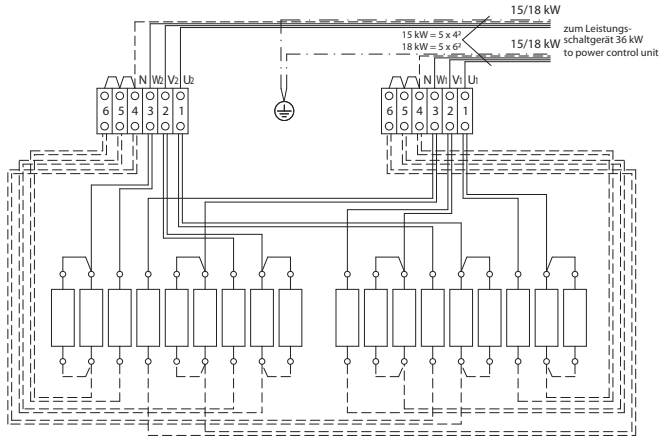 15/18 kW
15 kW = 5 x 4²
18 kW = 5 x 6²
15/18 kW
zum Leistungs-
schaltgerät 36 kW
to power control unit
N W2 V2 U2
N W1 V1 U1
6 5 4 3 2 1
6 5 4 3 2 1